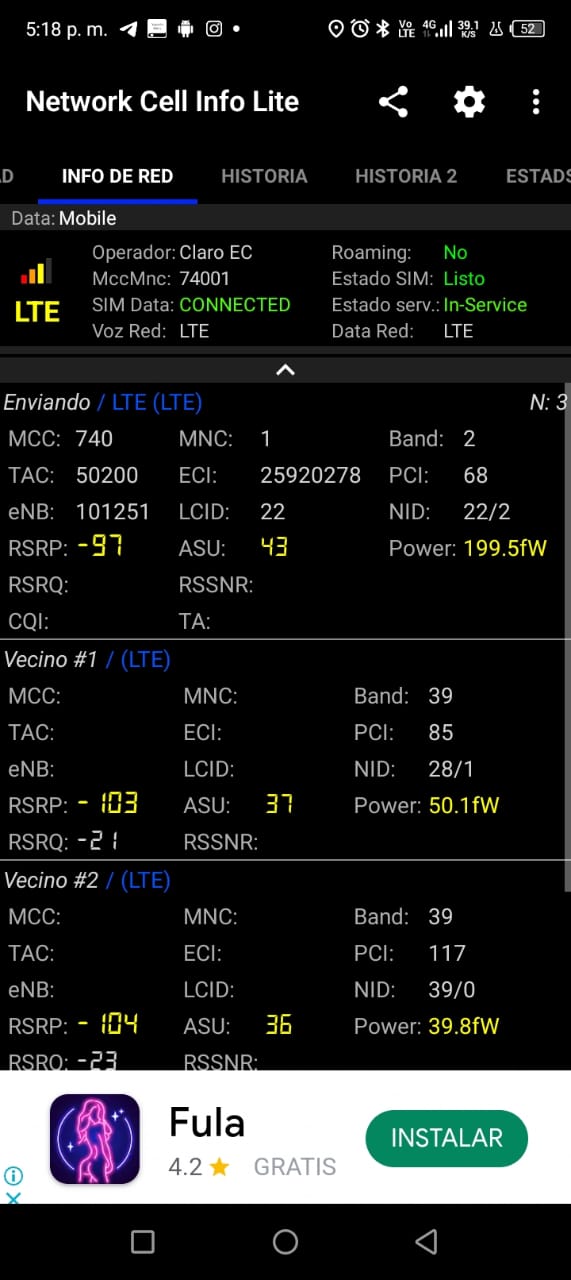 5:18 p. m. Vo LTE 4G 39.1 K/S 52
Network Cell Info Lite
D INFO DE RED HISTORIA HISTORIA 2 ESTADS
Data: Mobile
Operador: Claro EC Roaming: No
MccMnc: 74001 Estado SIM: Listo
LTE SIM Data: CONNECTED Estado serv.: In-Service
Voz Red: LTE Data Red: LTE
Enviando / LTE (LTE) N: 3
MCC: 740 MNC: 1 Band: 2
TAC: 50200 ECI: 25920278 PCI: 68
eNB: 101251 LCID: 22 NID: 22/2
RSRP: -97 ASU: 43 Power: 199.5fW
RSRQ: RSSNR:
CQI: TA:
Vecino #1 / (LTE)
MCC: MNC: Band: 39
TAC: ECI: PCI: 85
eNB: LCID: NID: 28/1
RSRP: -103 ASU: 37 Power: 50.1fW
RSRQ: -21 RSSNR:
Vecino #2 / (LTE)
MCC: MNC: Band: 39
TAC: ECI: PCI: 117
eNB: LCID: NID: 39/0
RSRP: -104 ASU: 36 Power: 39.8fW
RSRQ: -23 RSSNR:
Fula
4.2 GRATIS
INSTALAR